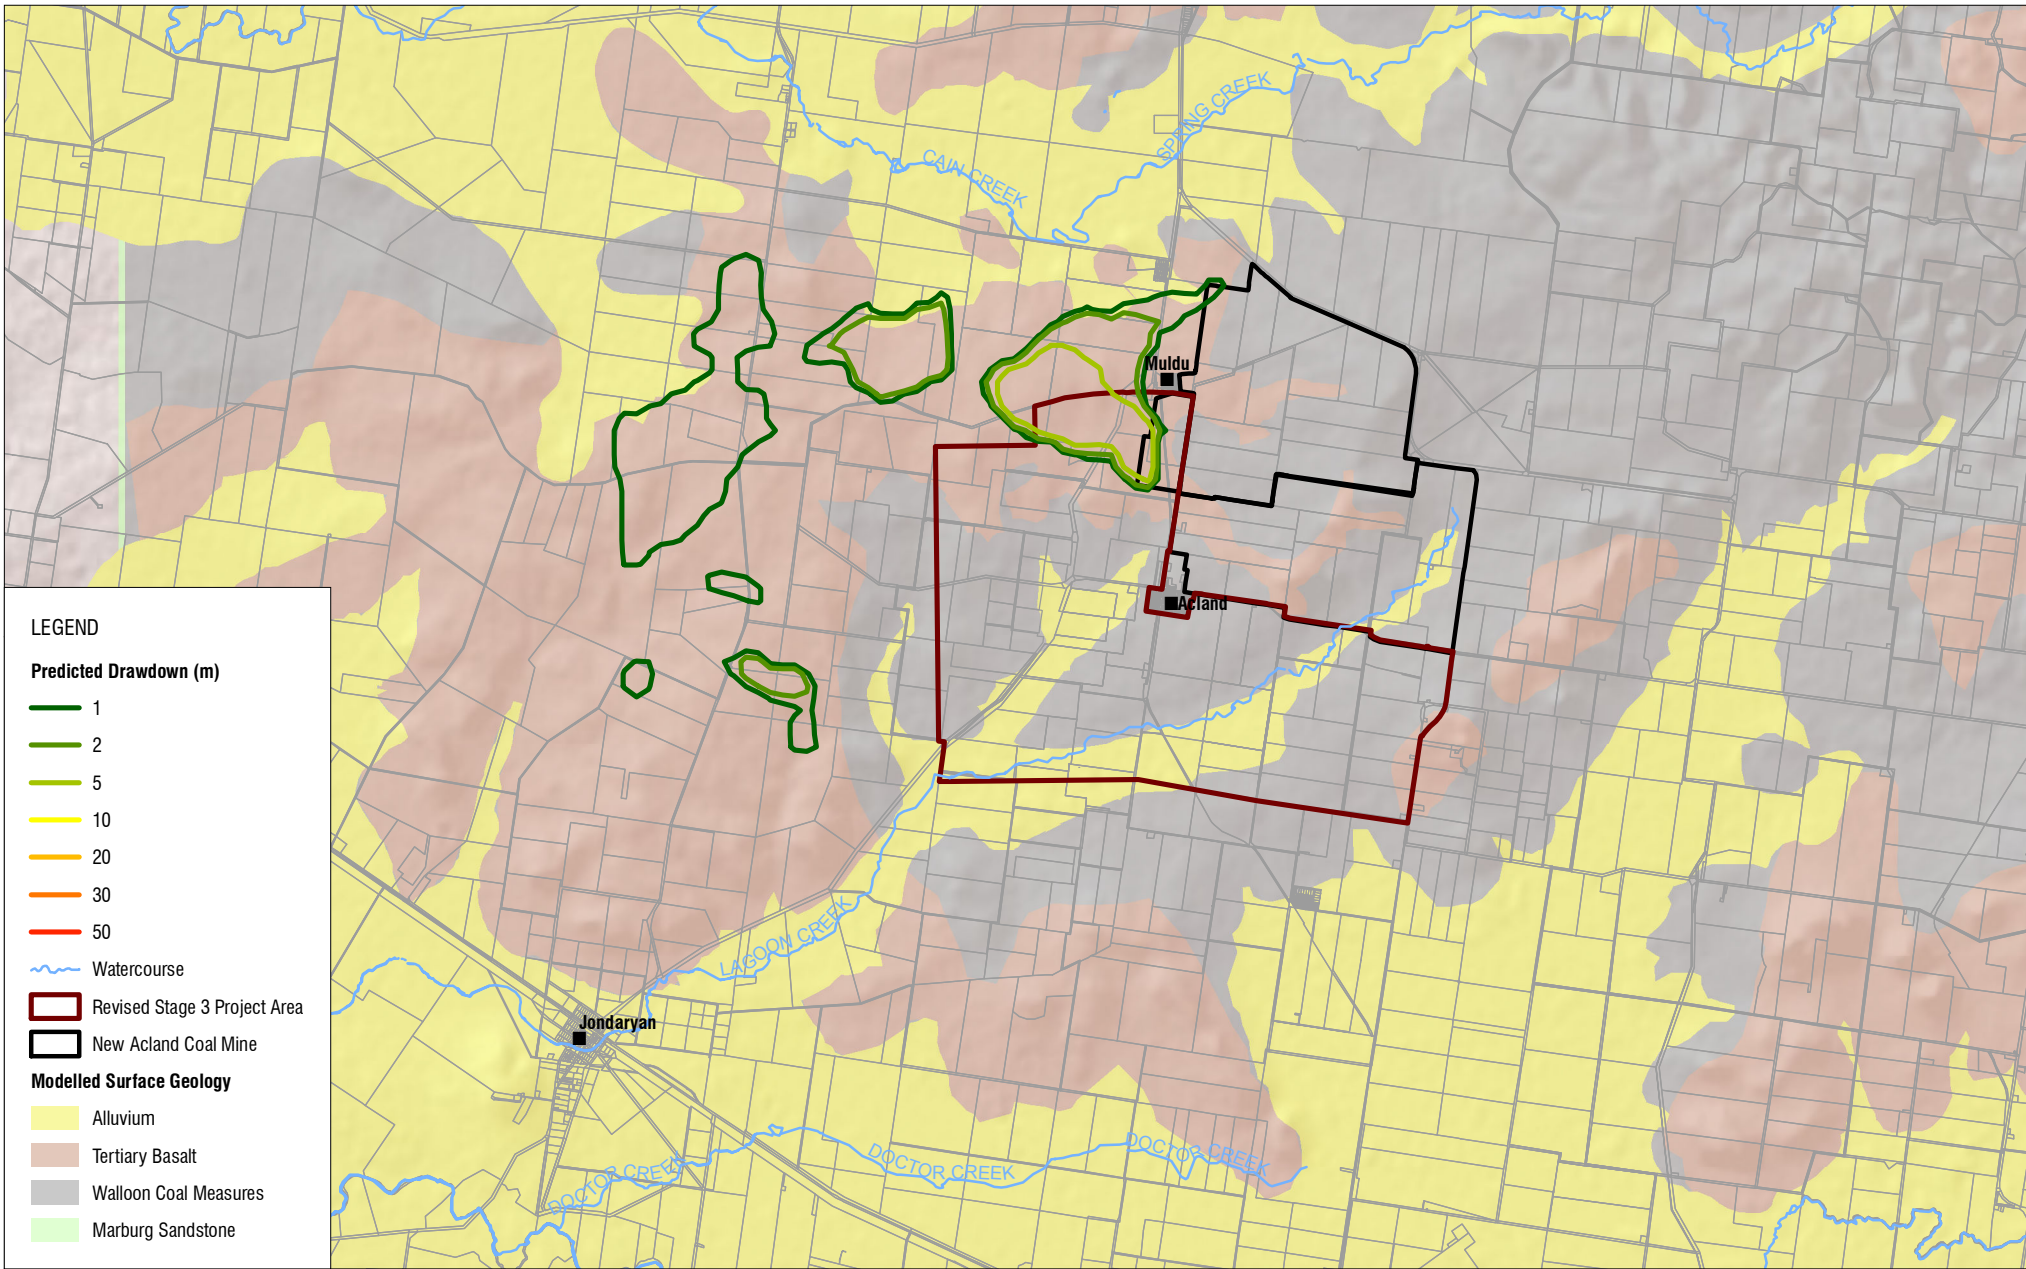 SPRING CREEK
CAIN CREEK
Muldu
Acland
LEGEND
Predicted Drawdown (m)
1
2
5
10
20
30
50
Watercourse
Revised Stage 3 Project Area
New Acland Coal Mine
Modelled Surface Geology
Alluvium
Tertiary Basalt
Walloon Coal Measures
Marburg Sandstone
LAGOON CREEK
Jondaryan
DOCTOR CREEK
DOCTOR CREEK
DOCTOR CREEK